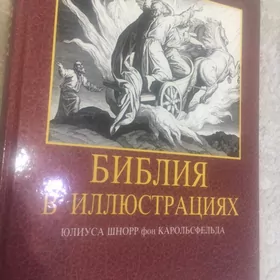 БИБЛИЯ
В ИЛЛЮСТРАЦИЯХ
ЮЛИУСА ШНОРР фон КАРОЛЬСФЕЛЬДА